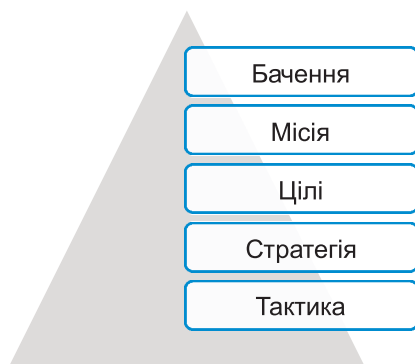 Бачення
Місія
Цілі
Стратегія
Тактика